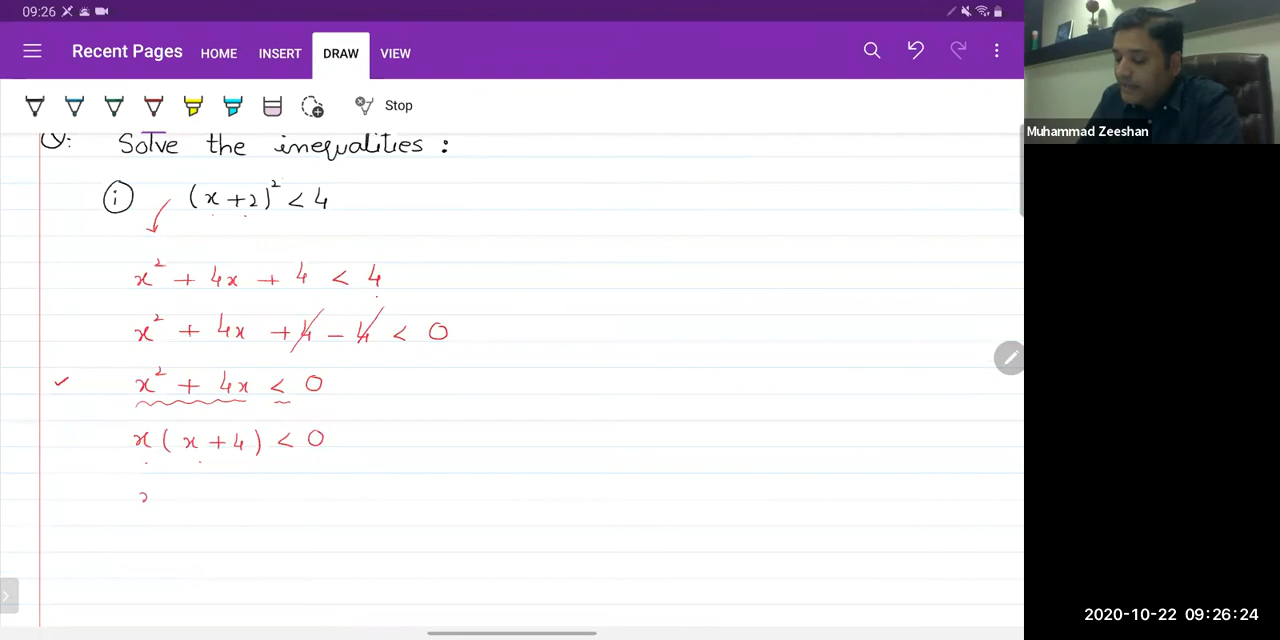 09:26
Recent Pages HOME INSERT DRAW VIEW
Stop
Muhammad Zeeshan
Q: Solve the inequalities :
i (x+2)² < 4
x² + 4x + 4 < 4
x² + 4x + 4 - 4 < 0
x² + 4x < 0
x(x+4) < 0
2020-10-22 09:26:24